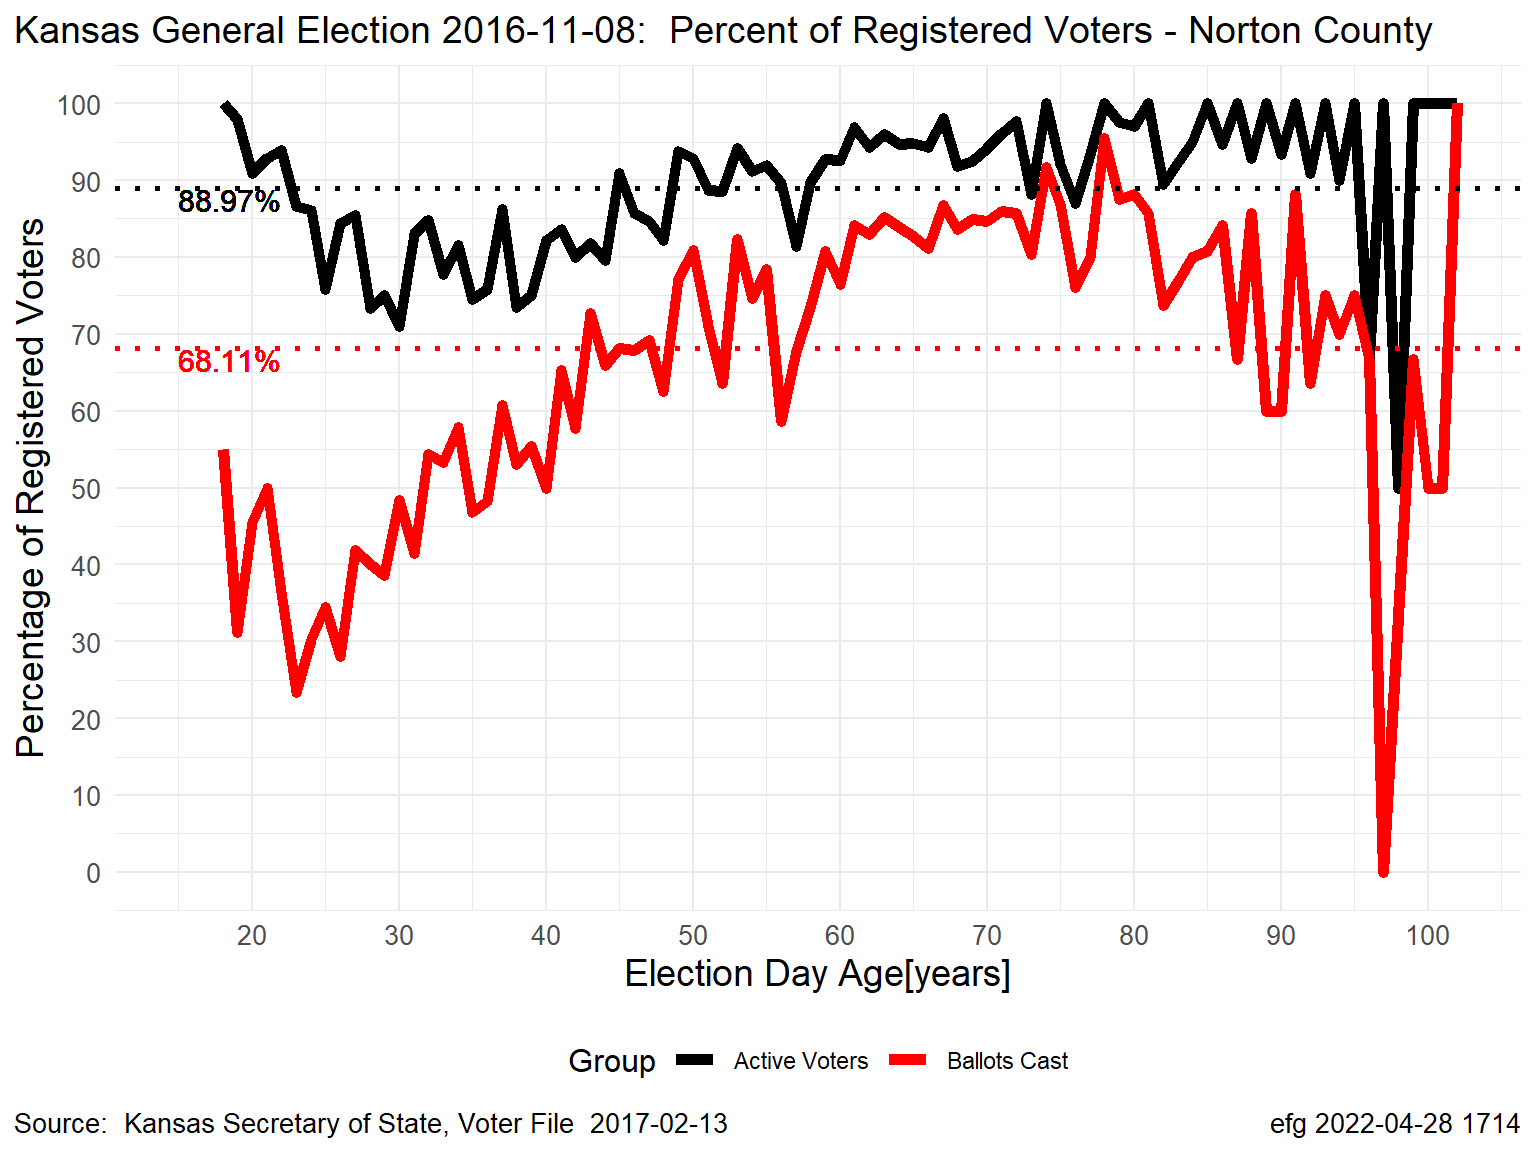 Kansas General Election 2016-11-08:  Percent of Registered Voters - Norton County
Percentage of Registered Voters
100
90
80
70
60
50
40
30
20
10
0
88.97%
68.11%
20 30 40 50 60 70 80 90 100
Election Day Age[years]
Group Active Voters Ballots Cast
Source:  Kansas Secretary of State, Voter File  2017-02-13
efg 2022-04-28 1714